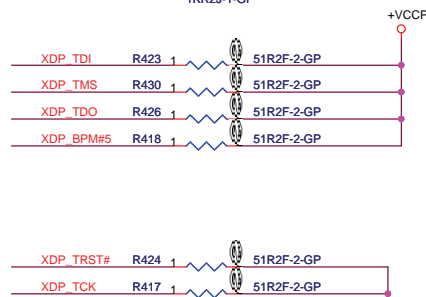 +VCCP
XDP_TDI R423 1 51R2F-2-GP
XDP_TMS R430 1 51R2F-2-GP
XDP_TDO R426 1 51R2F-2-GP
XDP_BPM#5 R418 1 51R2F-2-GP
XDP_TRST# R424 1 51R2F-2-GP
XDP_TCK R417 1 51R2F-2-GP